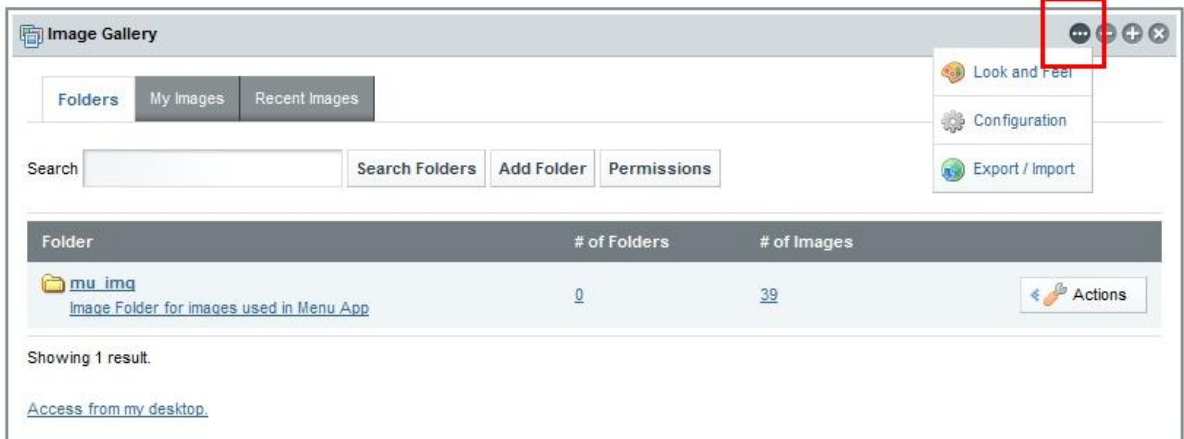 Image Gallery
Look and Feel
Folders My Images Recent Images
Configuration
Search Search Folders Add Folder Permissions
Export / Import
Folder # of Folders # of Images
mu_img
Image Folder for images used in Menu App
0 39 Actions
Showing 1 result.
Access from my desktop.